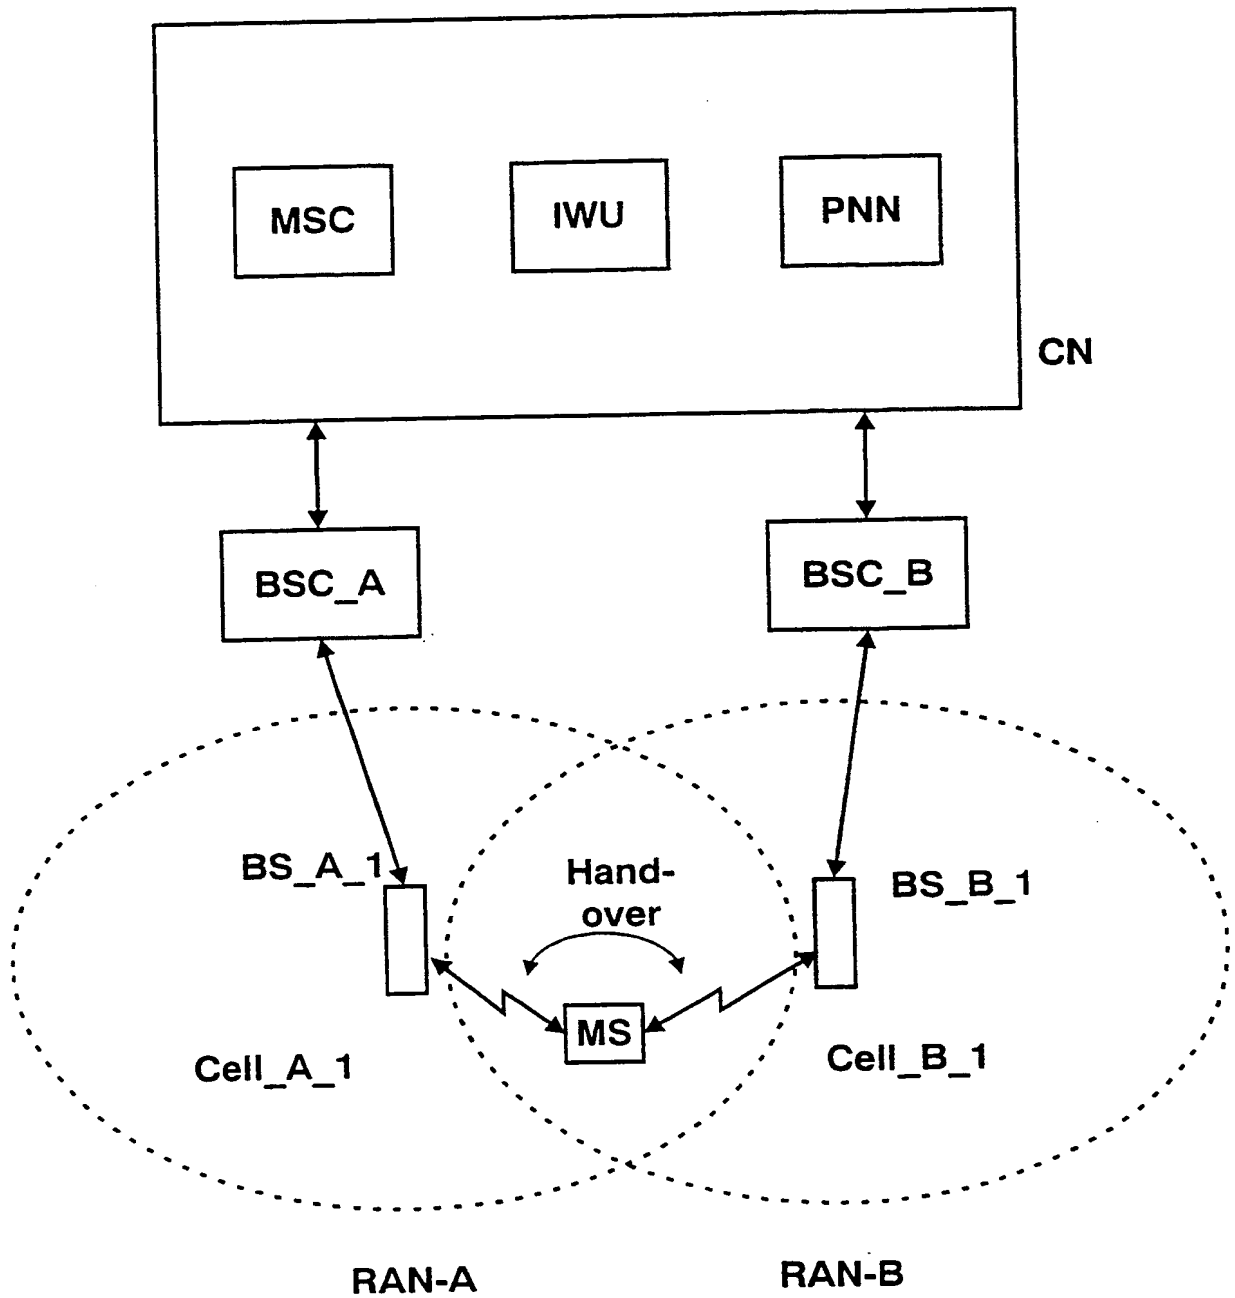 MSC
IWU
PNN
CN
BSC_A
BSC_B
BS_A_1
Hand-
over
BS_B_1
MS
Cell_A_1
Cell_B_1
RAN-A
RAN-B